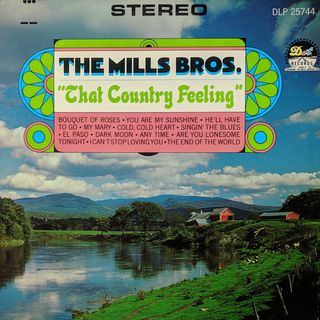 STEREO
DLP 25744
Dot
RECORDS
THE MILLS BROS.
"That Country Feeling"
BOUQUET OF ROSES • YOU ARE MY SUNSHINE • HE'LL HAVE
TO GO • MY MARY • COLD, COLD HEART • SINGIN' THE BLUES
• EL PASO • DARK MOON • ANY TIME • ARE YOU LONESOME
TONIGHT • I CAN'T STOP LOVING YOU • THE END OF THE WORLD